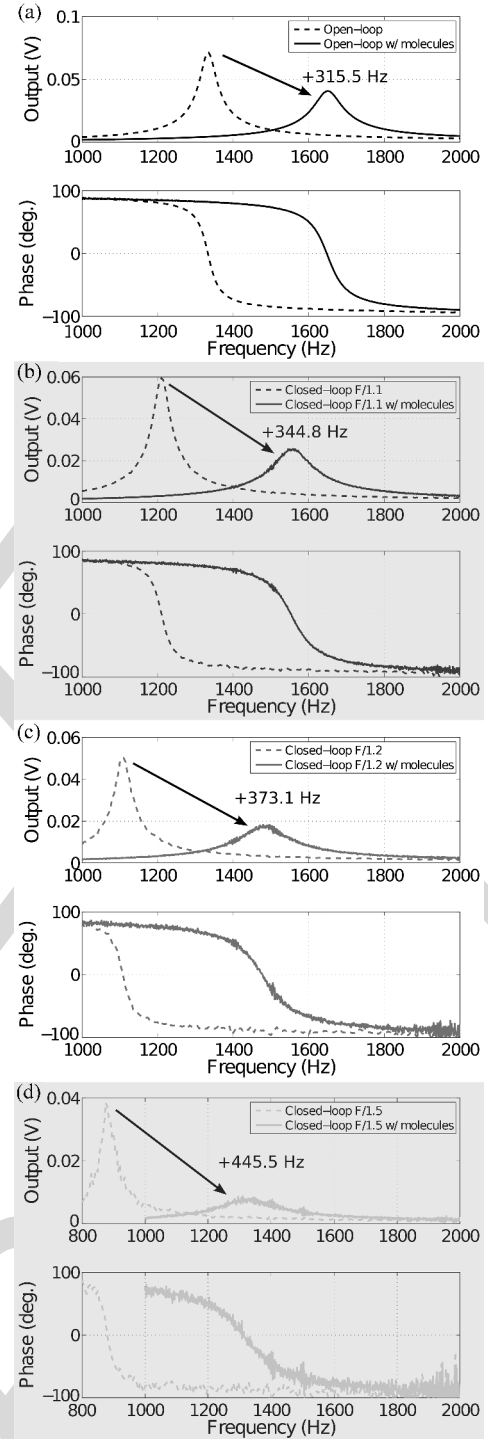 (a)
Open−loop
Open−loop w/ molecules
0.1
0.05
0
Output (V)
+315.5 Hz
1000 1200 1400 1600 1800 2000
100
0
−100
Phase (deg.)
1000 1200 1400 1600 1800 2000
Frequency (Hz)
(b)
Closed−loop F/1.1
Closed−loop F/1.1 w/ molecules
0.06
0.04
0.02
0
Output (V)
+344.8 Hz
1000 1200 1400 1600 1800 2000
100
0
−100
Phase (deg.)
1000 1200 1400 1600 1800 2000
Frequency (Hz)
(c)
Closed−loop F/1.2
Closed−loop F/1.2 w/ molecules
0.06
0.04
0.02
0
Output (V)
+373.1 Hz
1000 1200 1400 1600 1800 2000
100
0
−100
Phase (deg.)
1000 1200 1400 1600 1800 2000
Frequency (Hz)
(d)
Closed−loop F/1.5
Closed−loop F/1.5 w/ molecules
0.04
0.02
0
Output (V)
+445.5 Hz
800 1000 1200 1400 1600 1800 2000
100
0
−100
Phase (deg.)
800 1000 1200 1400 1600 1800 2000
Frequency (Hz)